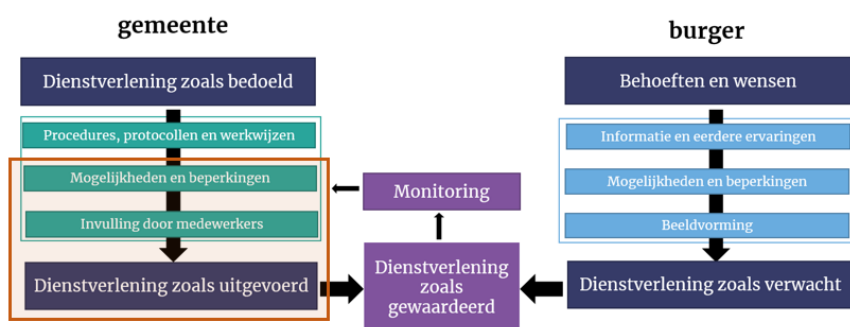 gemeente
Dienstverlening zoals bedoeld
Procedures, protocollen en werkwijzen
Mogelijkheden en beperkingen
Invulling door medewerkers
Dienstverlening zoals uitgevoerd
Monitoring
Dienstverlening
zoals
gewaardeerd
burger
Behoeften en wensen
Informatie en eerdere ervaringen
Mogelijkheden en beperkingen
Beeldvorming
Dienstverlening zoals verwacht